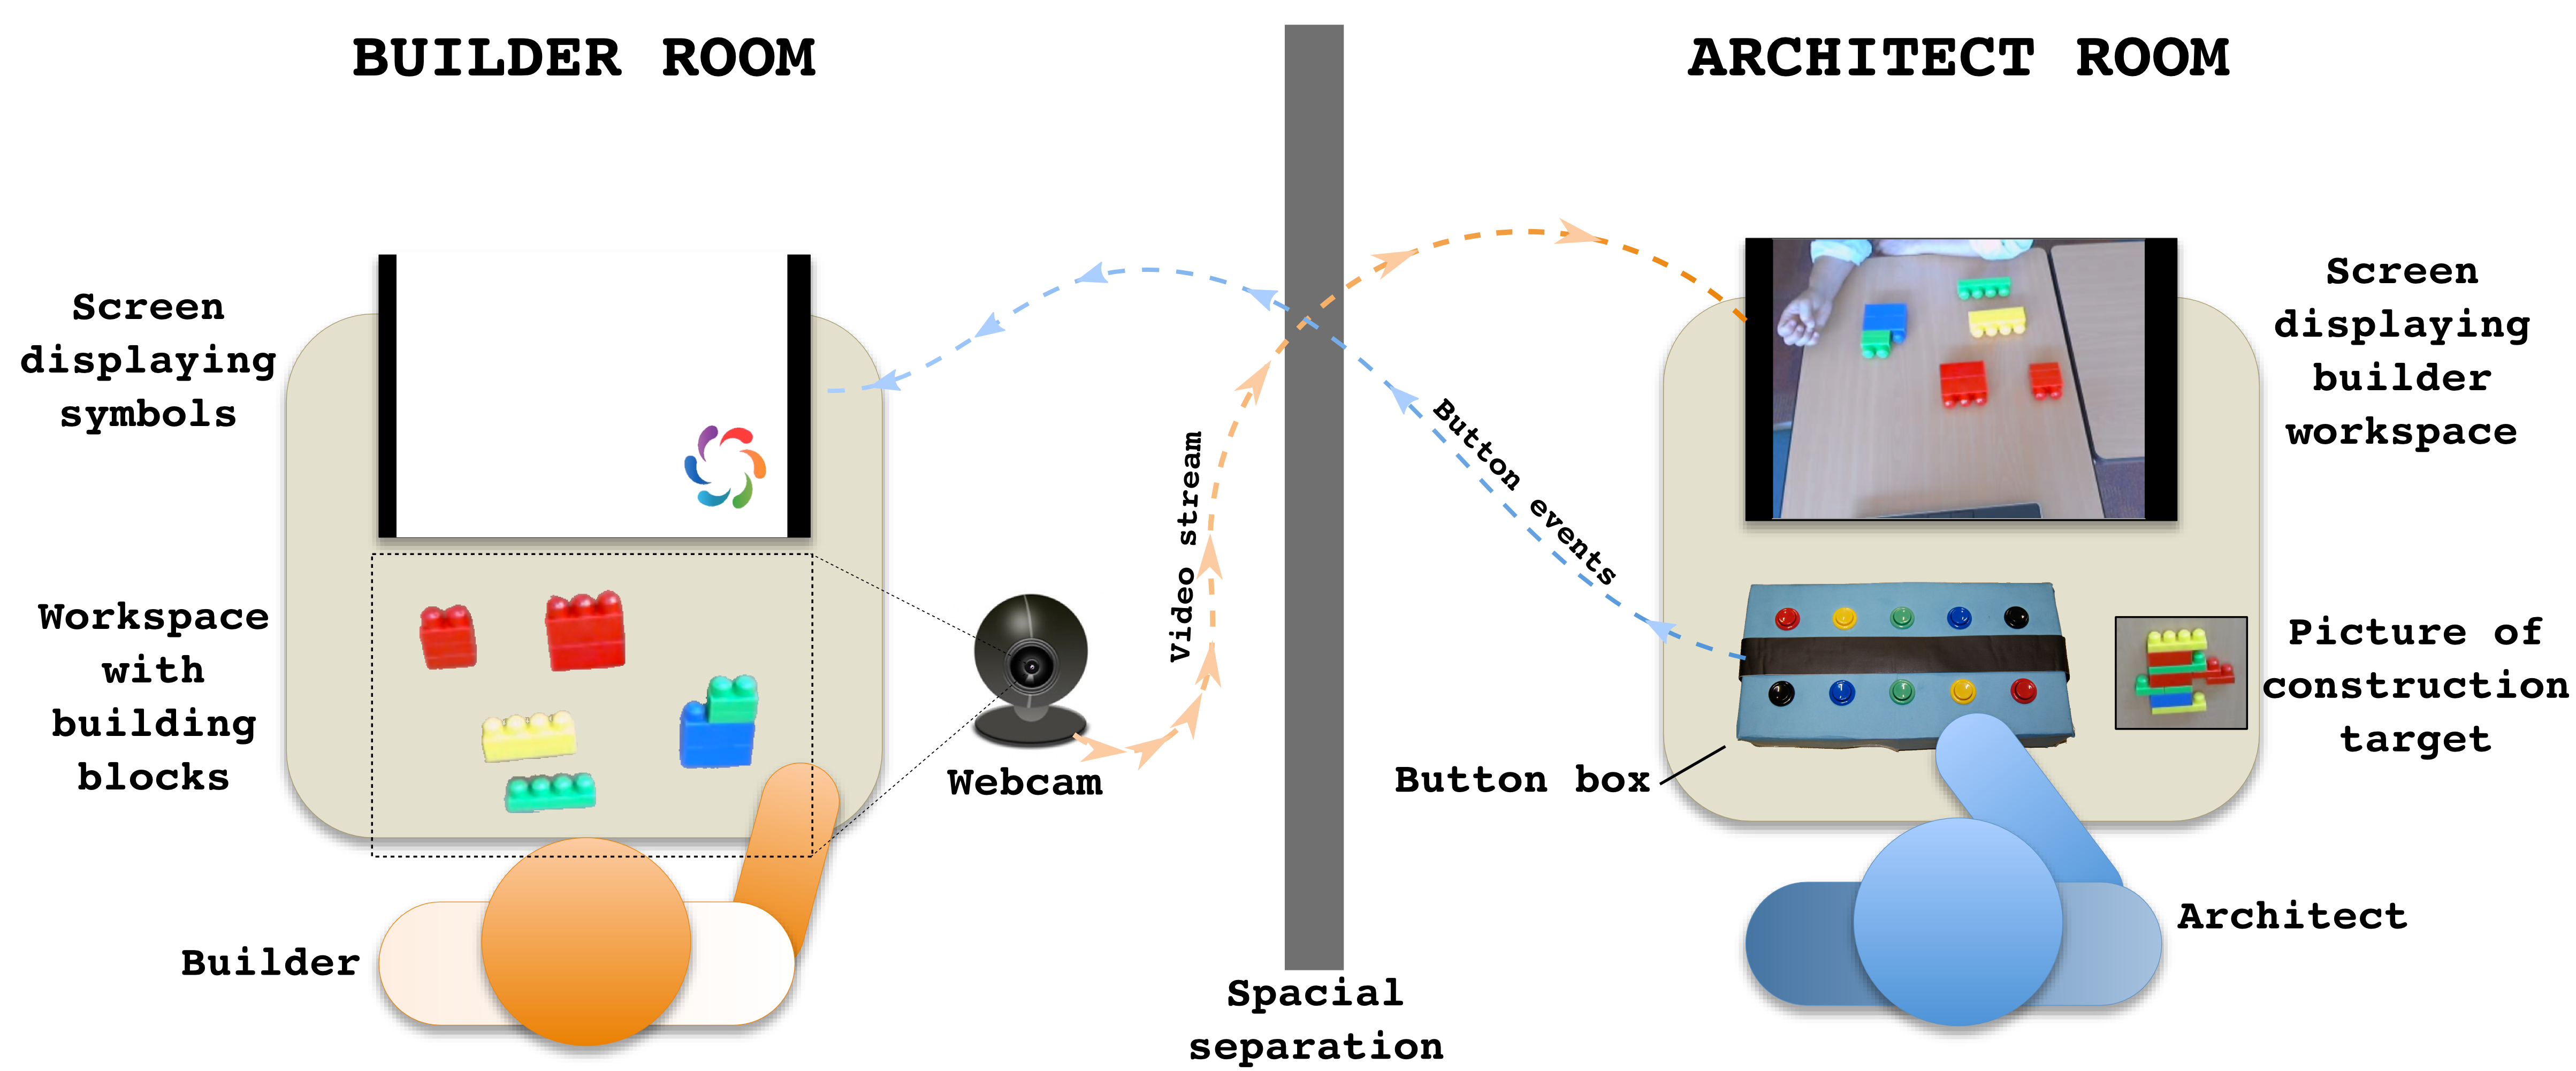 BUILDER ROOM
ARCHITECT ROOM
Screen
displaying
symbols
Workspace
with
building
blocks
Builder
Webcam
Video stream
Button events
Spacial
separation
Screen
displaying
builder
workspace
Picture of
construction
target
Button box
Architect